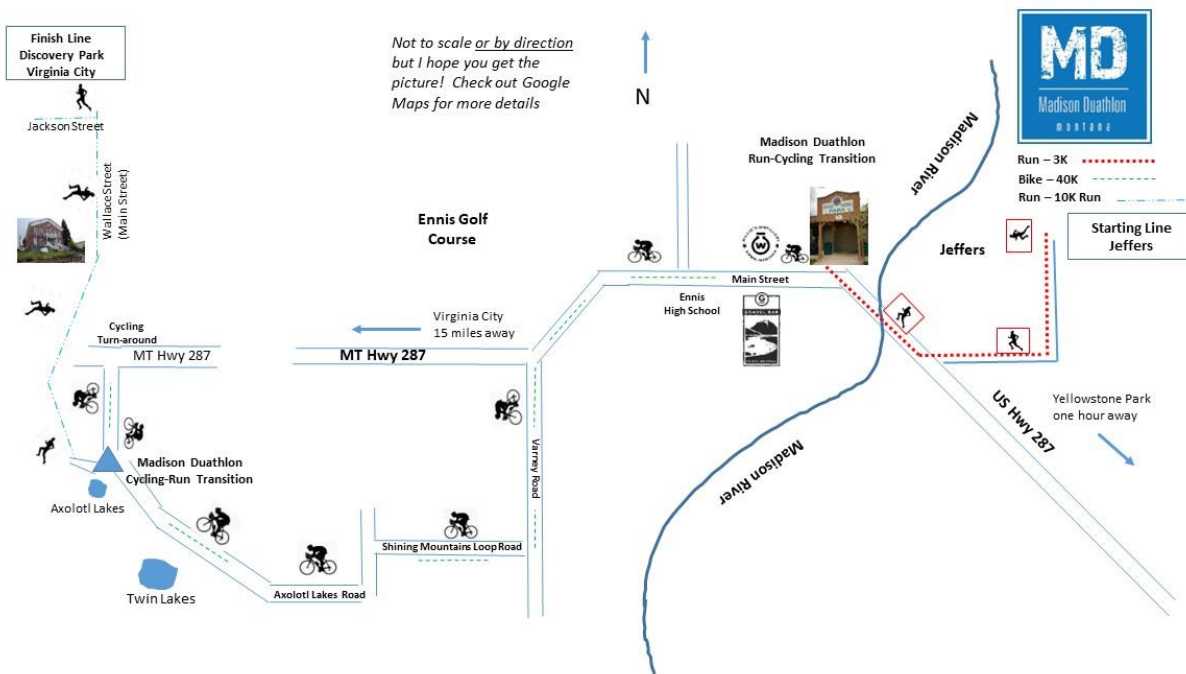 Finish Line
Discovery Park
Virginia City
Jackson Street
Wallace Street
(Main Street)
Not to scale or by direction
but I hope you get the
picture! Check out Google
Maps for more details
N
Madison River
MD
Madison Duathlon
montana
Run – 3K
Bike – 40K
Run – 10K Run
Starting Line
Jeffers
Madison Duathlon
Run-Cycling Transition
Jeffers
Ennis Golf
Course
W
PARK
Main Street
Ennis
High School
G
GRAVEL BAR
Virginia City
15 miles away
MT Hwy 287
Cycling
Turn-around
MT Hwy 287
US Hwy 287
Yellowstone Park
one hour away
Varney Road
Madison River
Madison Duathlon
Cycling-Run Transition
Axolotl Lakes
Shining Mountains Loop Road
Axolotl Lakes Road
Twin Lakes